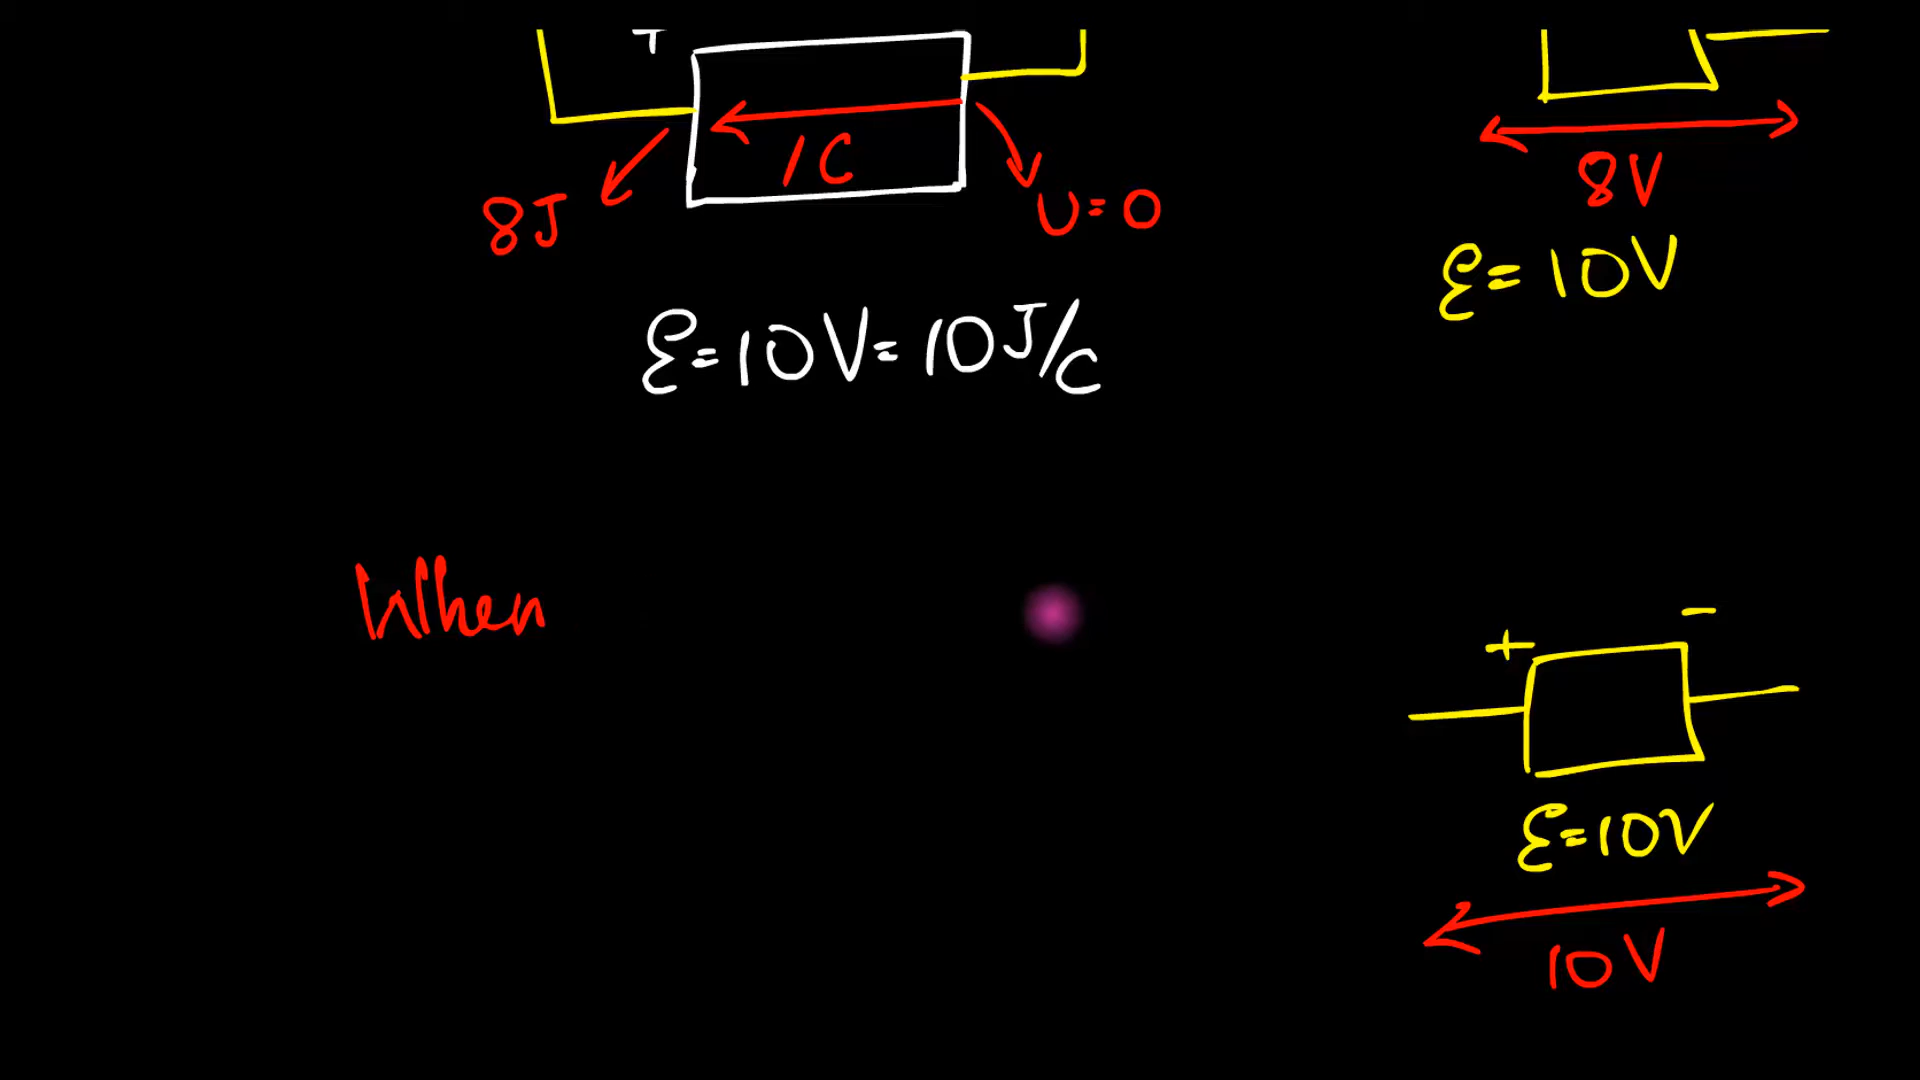 +
1C
8J
U=0
8V
ε=10V
ε=10V=10J/C
When
+ -
ε=10V
10V